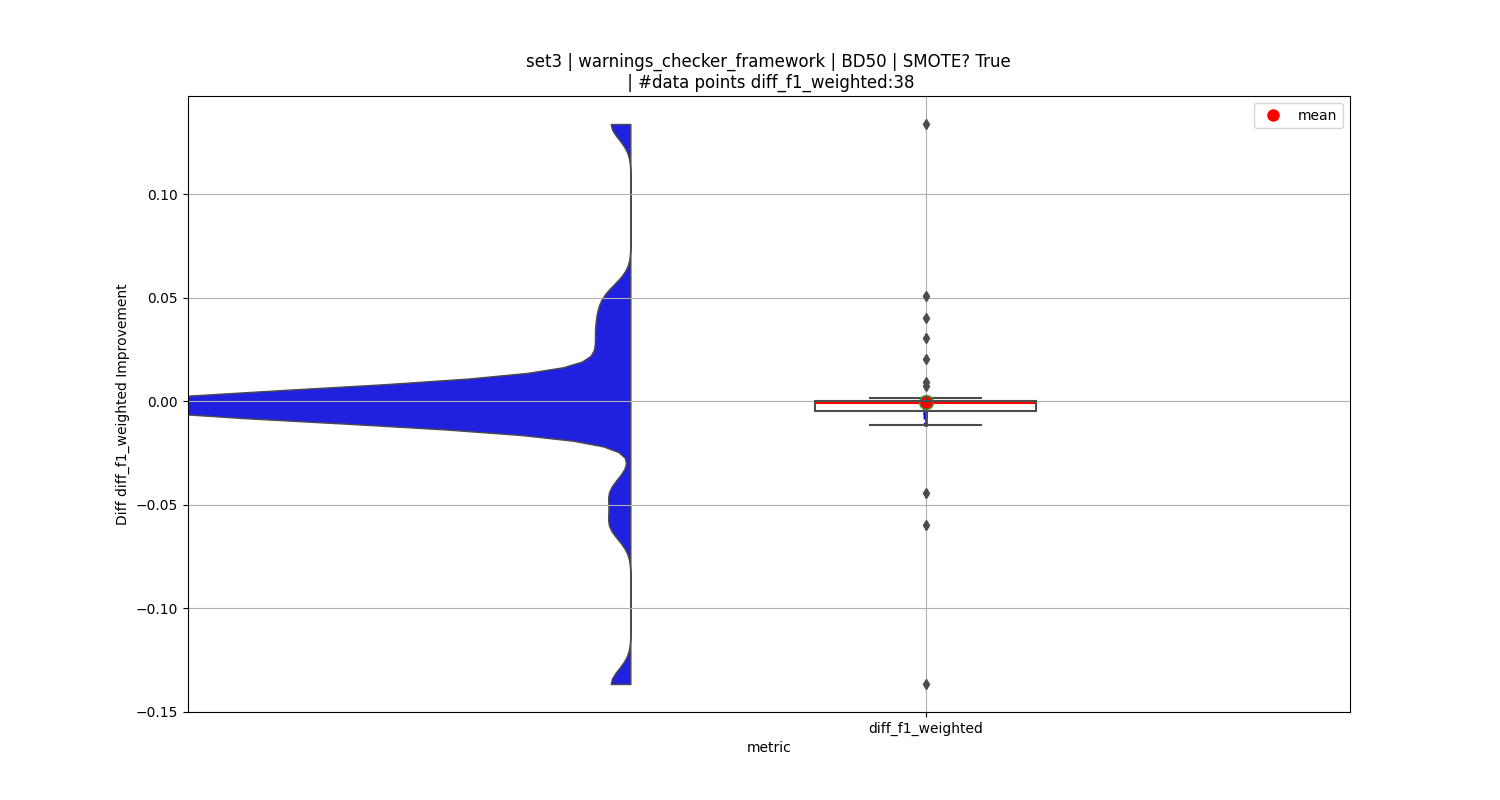 set3 | warnings_checker_framework | BD50 | SMOTE? True
| #data points diff_f1_weighted:38
mean
0.10
0.05
0.00
−0.05
−0.10
−0.15
Diff diff_f1_weighted Improvement
diff_f1_weighted
metric